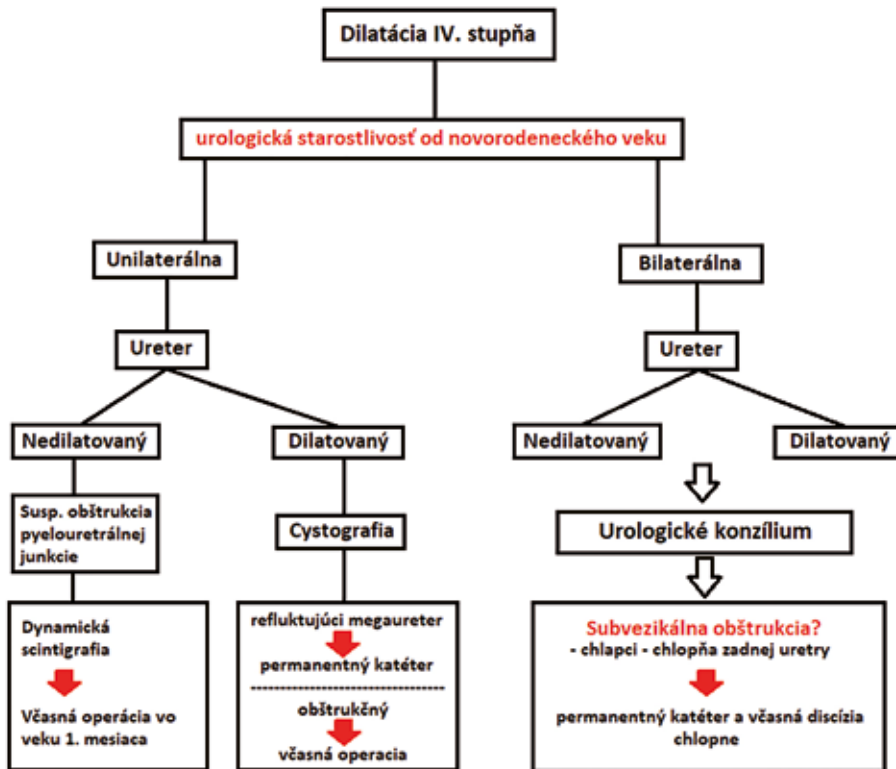 Dilatácia IV. stupňa
urologická starostlivosť od novorodeneckého veku
Unilaterálna
Bilaterálna
Ureter
Ureter
Nedilatovaný
Dilatovaný
Nedilatovaný
Dilatovaný
Susp. obštrukcia
pyelouretrálnej
junkcie
Cystografia
Urologické konzílium
Dynamická
scintigrafia
Včasná operácia vo
veku 1. mesiaca
refluktujúci megaureter
permanentný katéter
obštrukčný
včasná operacia
Subvezikálna obštrukcia?
- chlapci - chlopňa zadnej uretry
permanentný katéter a včasná discízia
chlopne